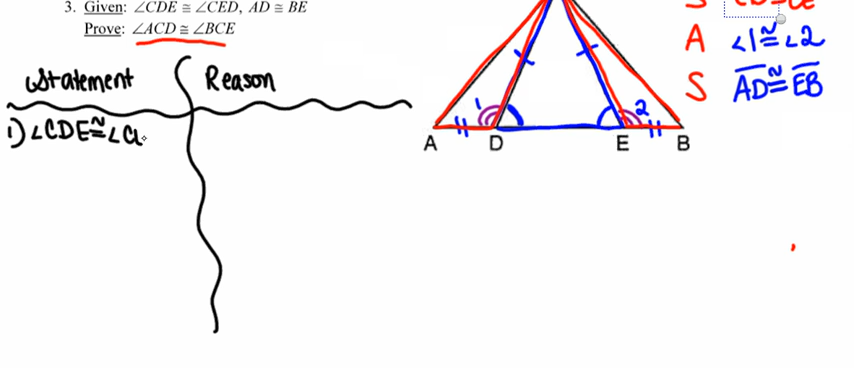 3. Given: ∠CDE ≅ ∠CED, AD ≅ BE
Prove: ∠ACD ≅ ∠BCE
Statement Reason
1) ∠CDE ≅ ∠C
1 2
A D E B
S
A ∠1 ≅ ∠2
S AD ≅ EB